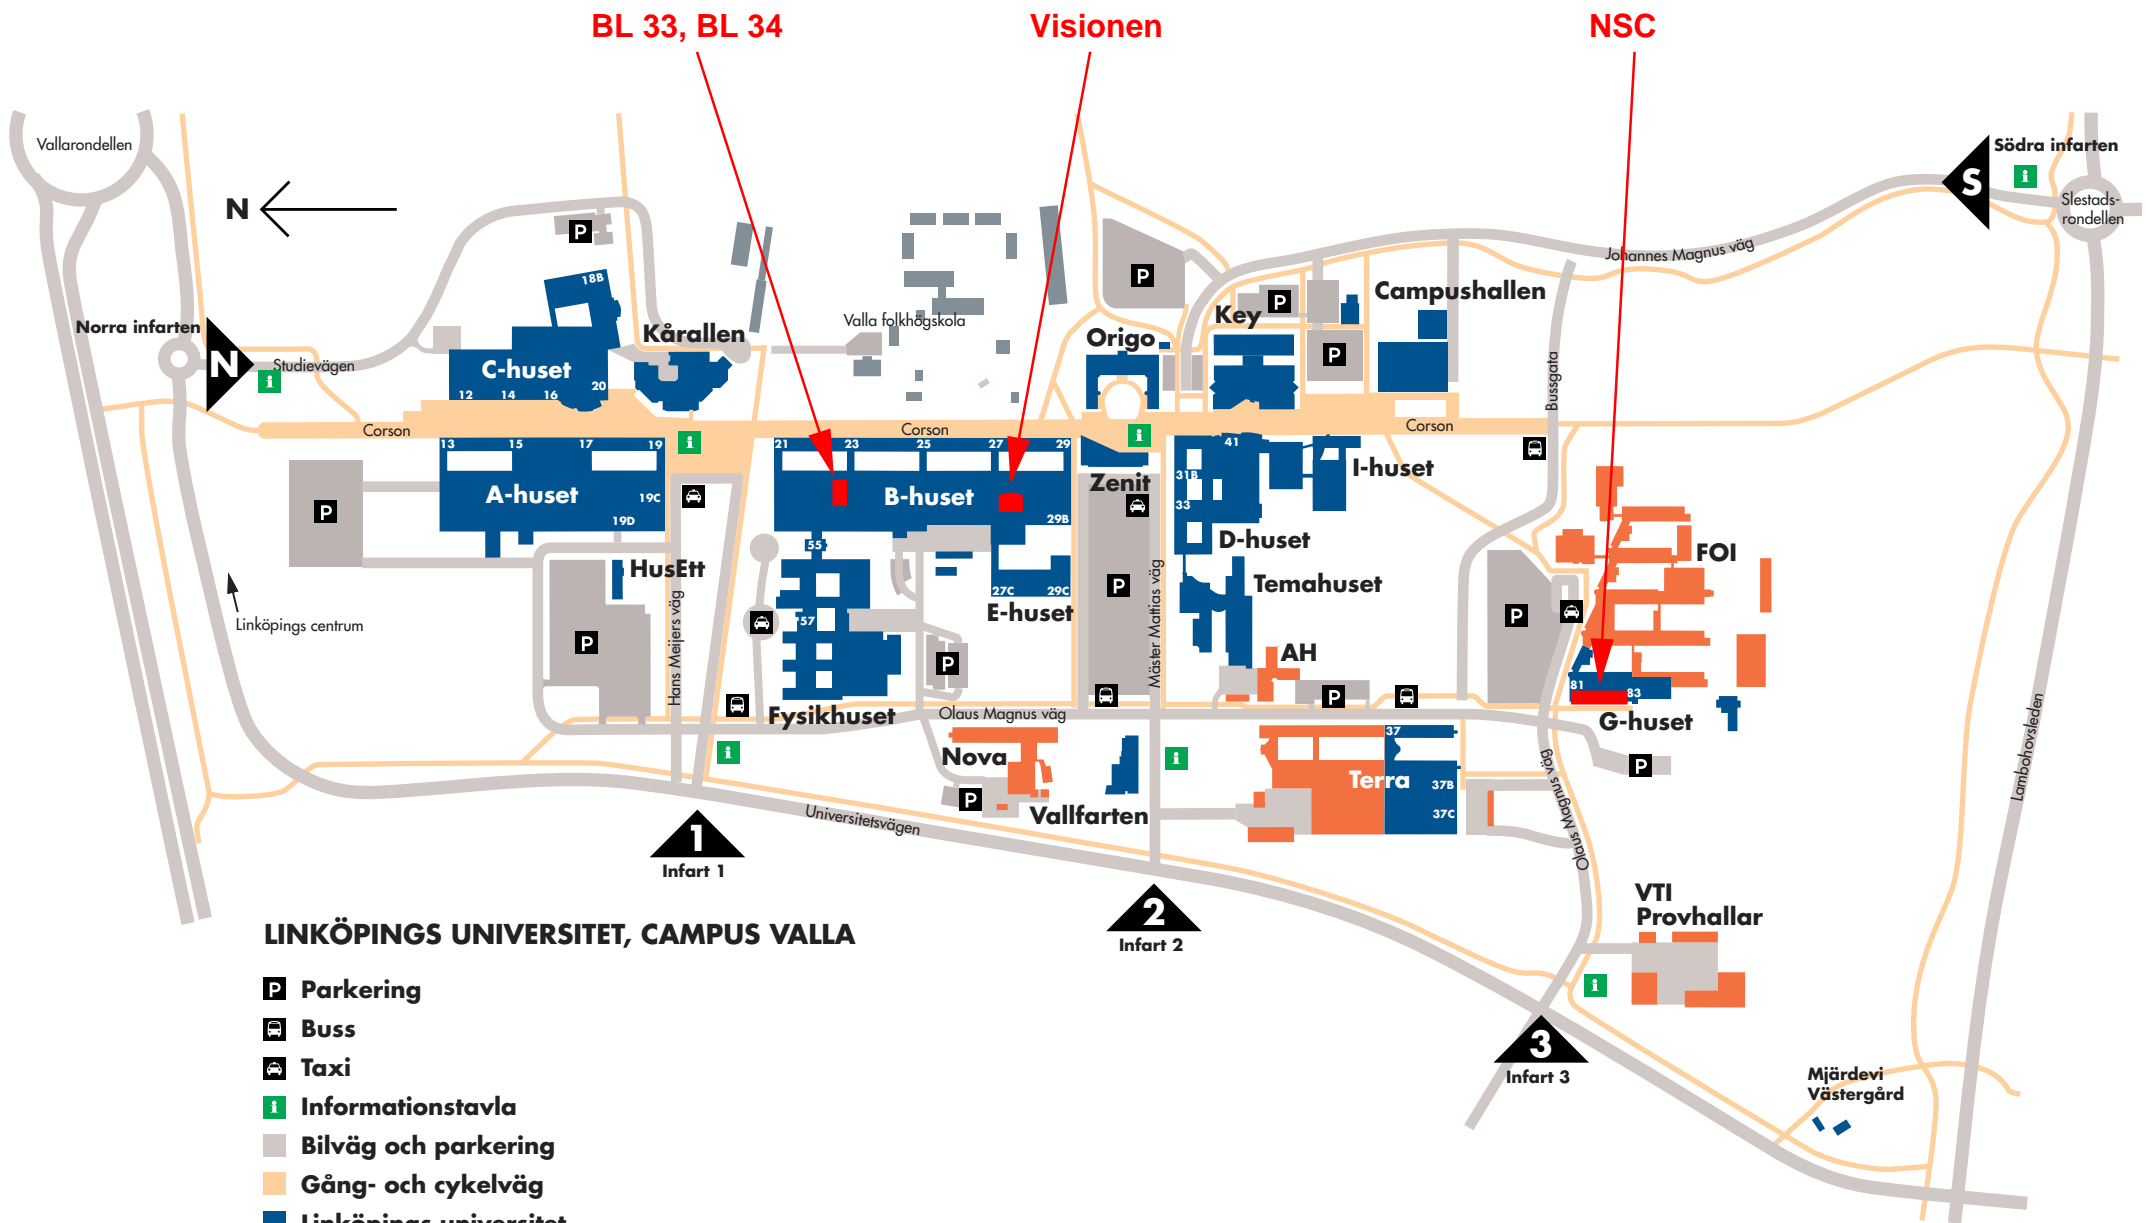 BL 33, BL 34
Visionen
NSC
Vallarondellen
N
Södra infarten
i
S
Slestads-
rondellen
Johannes Magnus väg
P
18B
P
Campushallen
P
Key
Norra infarten
N
Studievägen
i
Kårallen
Valla folkhögskola
Origo
P
Bussgata
C-huset
12
14
16
20
Corson
Corson
Corson
i
i
13
15
17
19
21
23
25
27
29
41
I-huset
31B
33
Zenit
A-huset
19C
19D
B-huset
29B
P
55
D-huset
FOI
HusEtt
Temahuset
27C
29C
E-huset
P
P
Linköpings centrum
57
P
Hans Meijers väg
Mäster Mattias väg
P
AH
P
81
83
G-huset
Fysikhuset
Olaus Magnus väg
i
i
Nova
37
Terra
37B
37C
P
P
Vallfarten
Universitetsvägen
Olaus Magnus väg
Lambohovsleden
1
Infart 1
2
Infart 2
VTI
Provhallar
i
3
Infart 3
Mjärdevi
Västergård
LINKÖPINGS UNIVERSITET, CAMPUS VALLA
P Parkering
Buss
Taxi
i Informationstavla
Bilväg och parkering
Gång- och cykelväg
Linköpings universitet